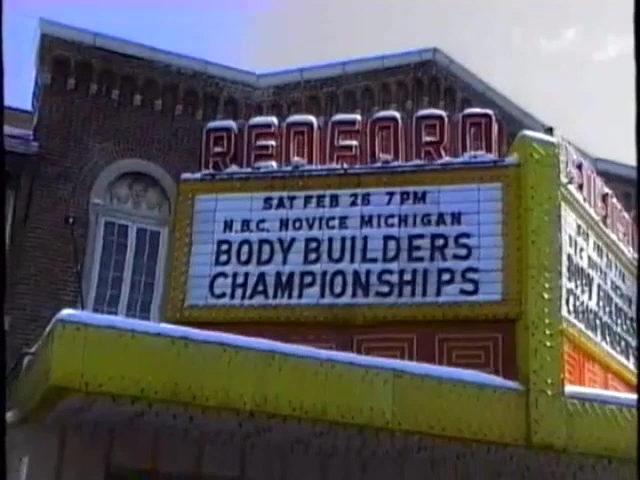 REDFORD
SAT FEB 26 7PM
N.B.C. NOVICE MICHIGAN
BODY BUILDERS
CHAMPIONSHIPS